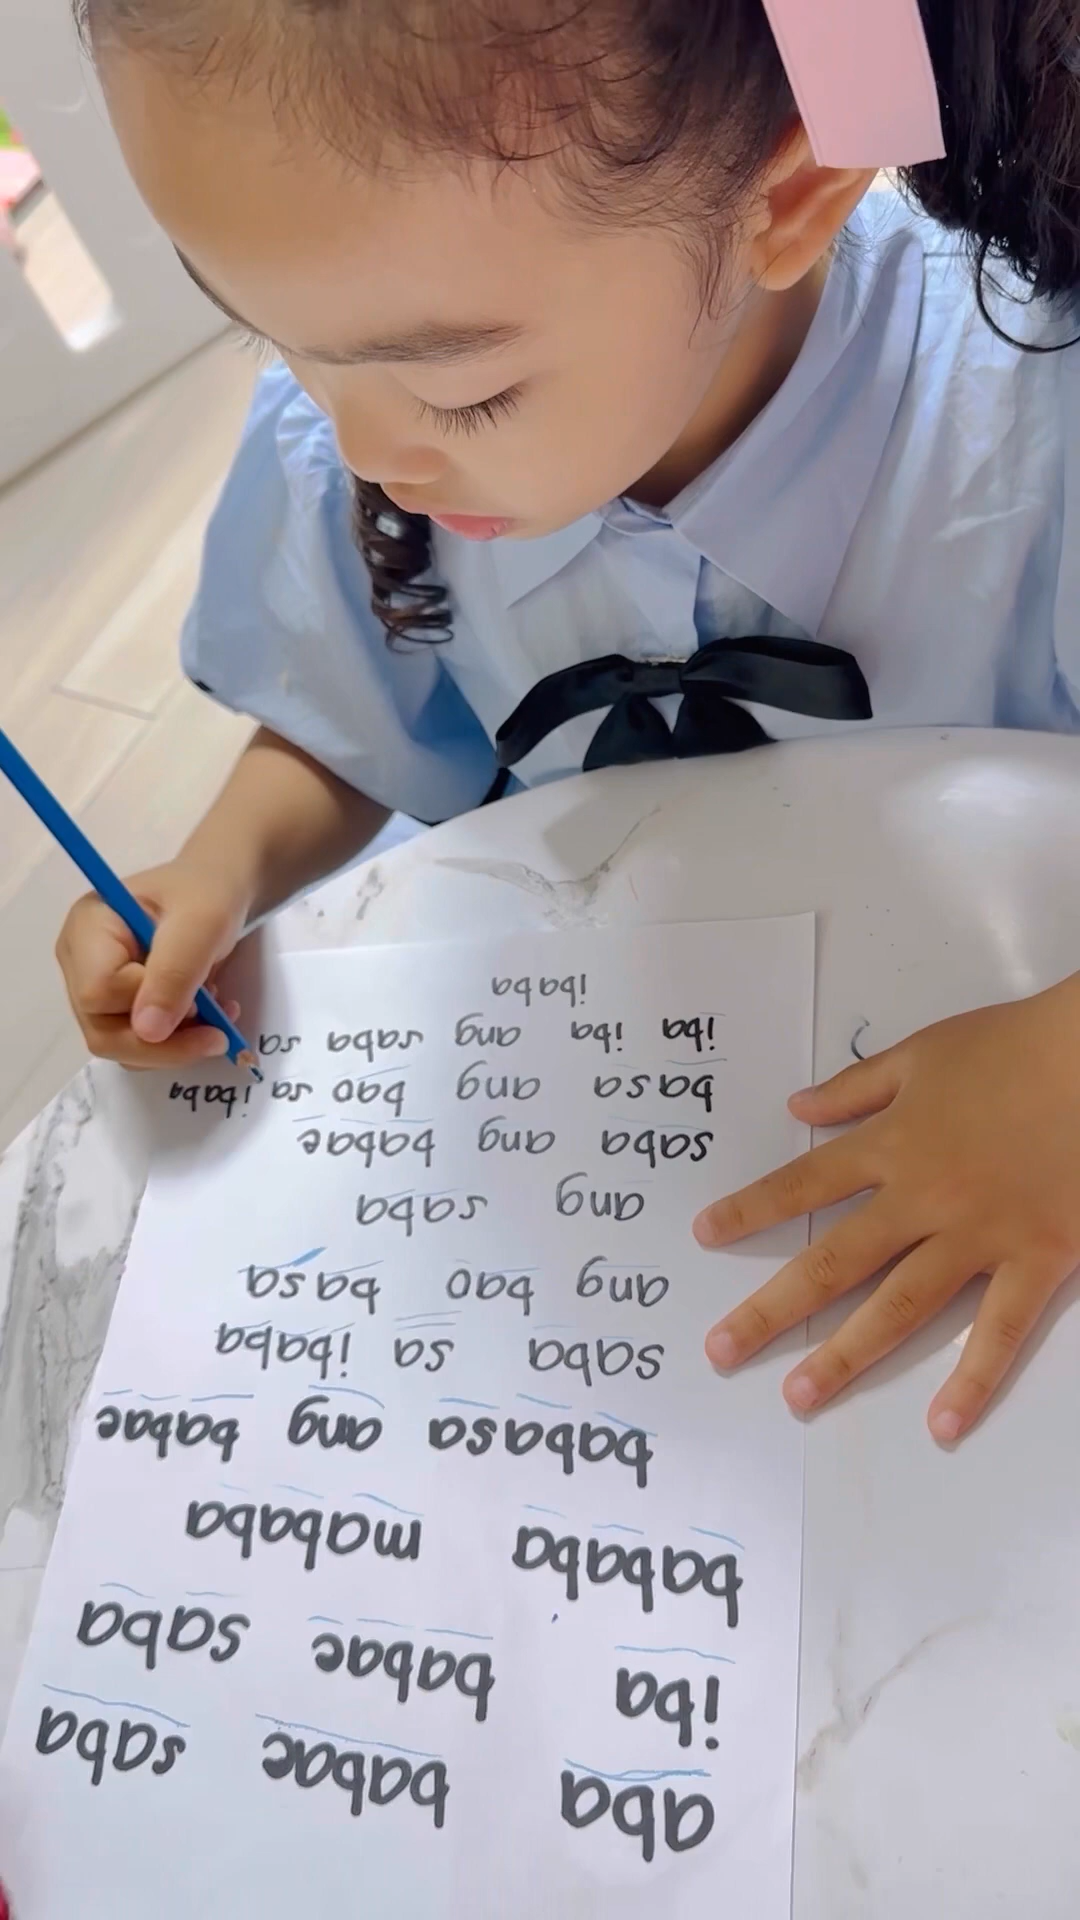 aba babae saba
iba babae saba
bababa mababa
babasa ang babae
saba sa ibaba
ang bao basa
ang saba
saba ang babae
basa ang bao sa ibaba
iba iba ang saba sa
ibaba